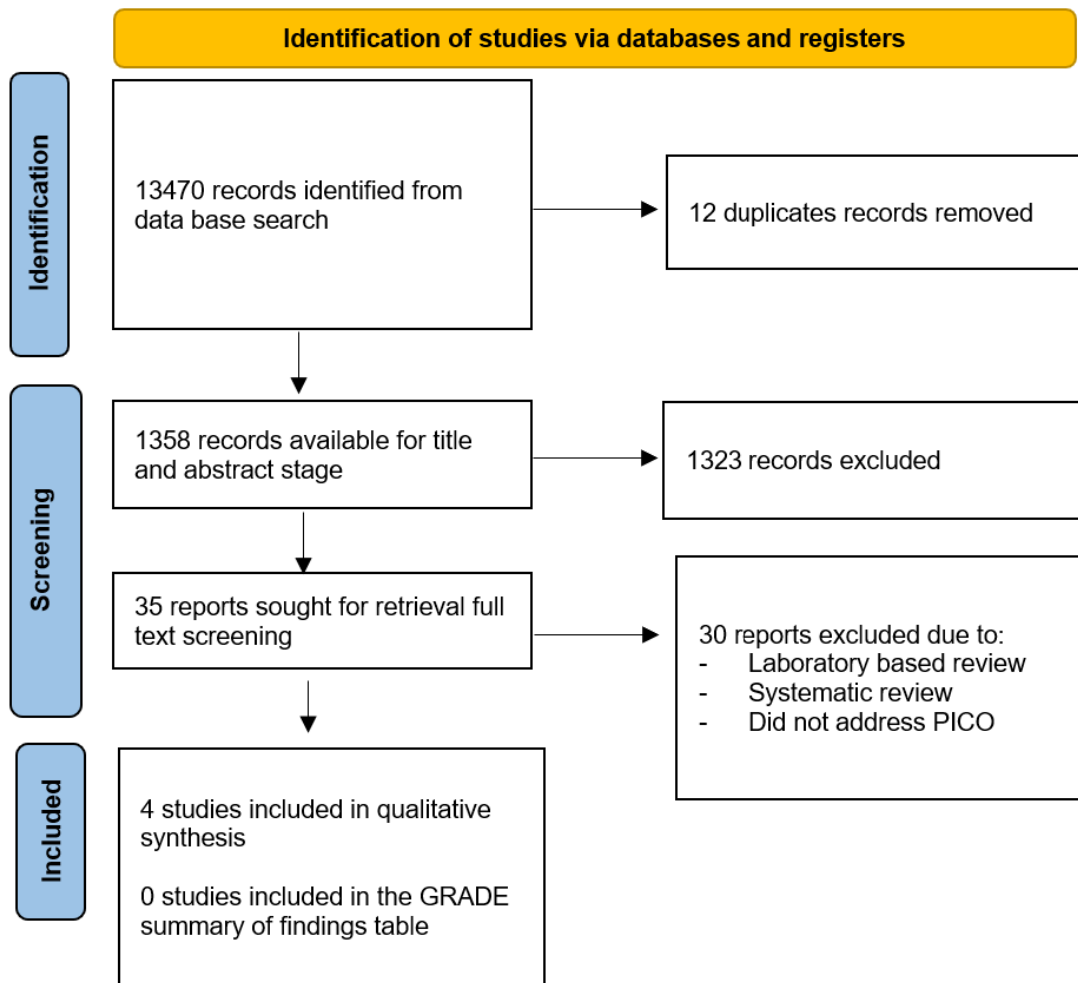 Identification of studies via databases and registers
Identification
13470 records identified from
data base search
12 duplicates records removed
Screening
1358 records available for title
and abstract stage
1323 records excluded
35 reports sought for retrieval full
text screening
30 reports excluded due to:
- Laboratory based review
- Systematic review
- Did not address PICO
Included
4 studies included in qualitative
synthesis
0 studies included in the GRADE
summary of findings table